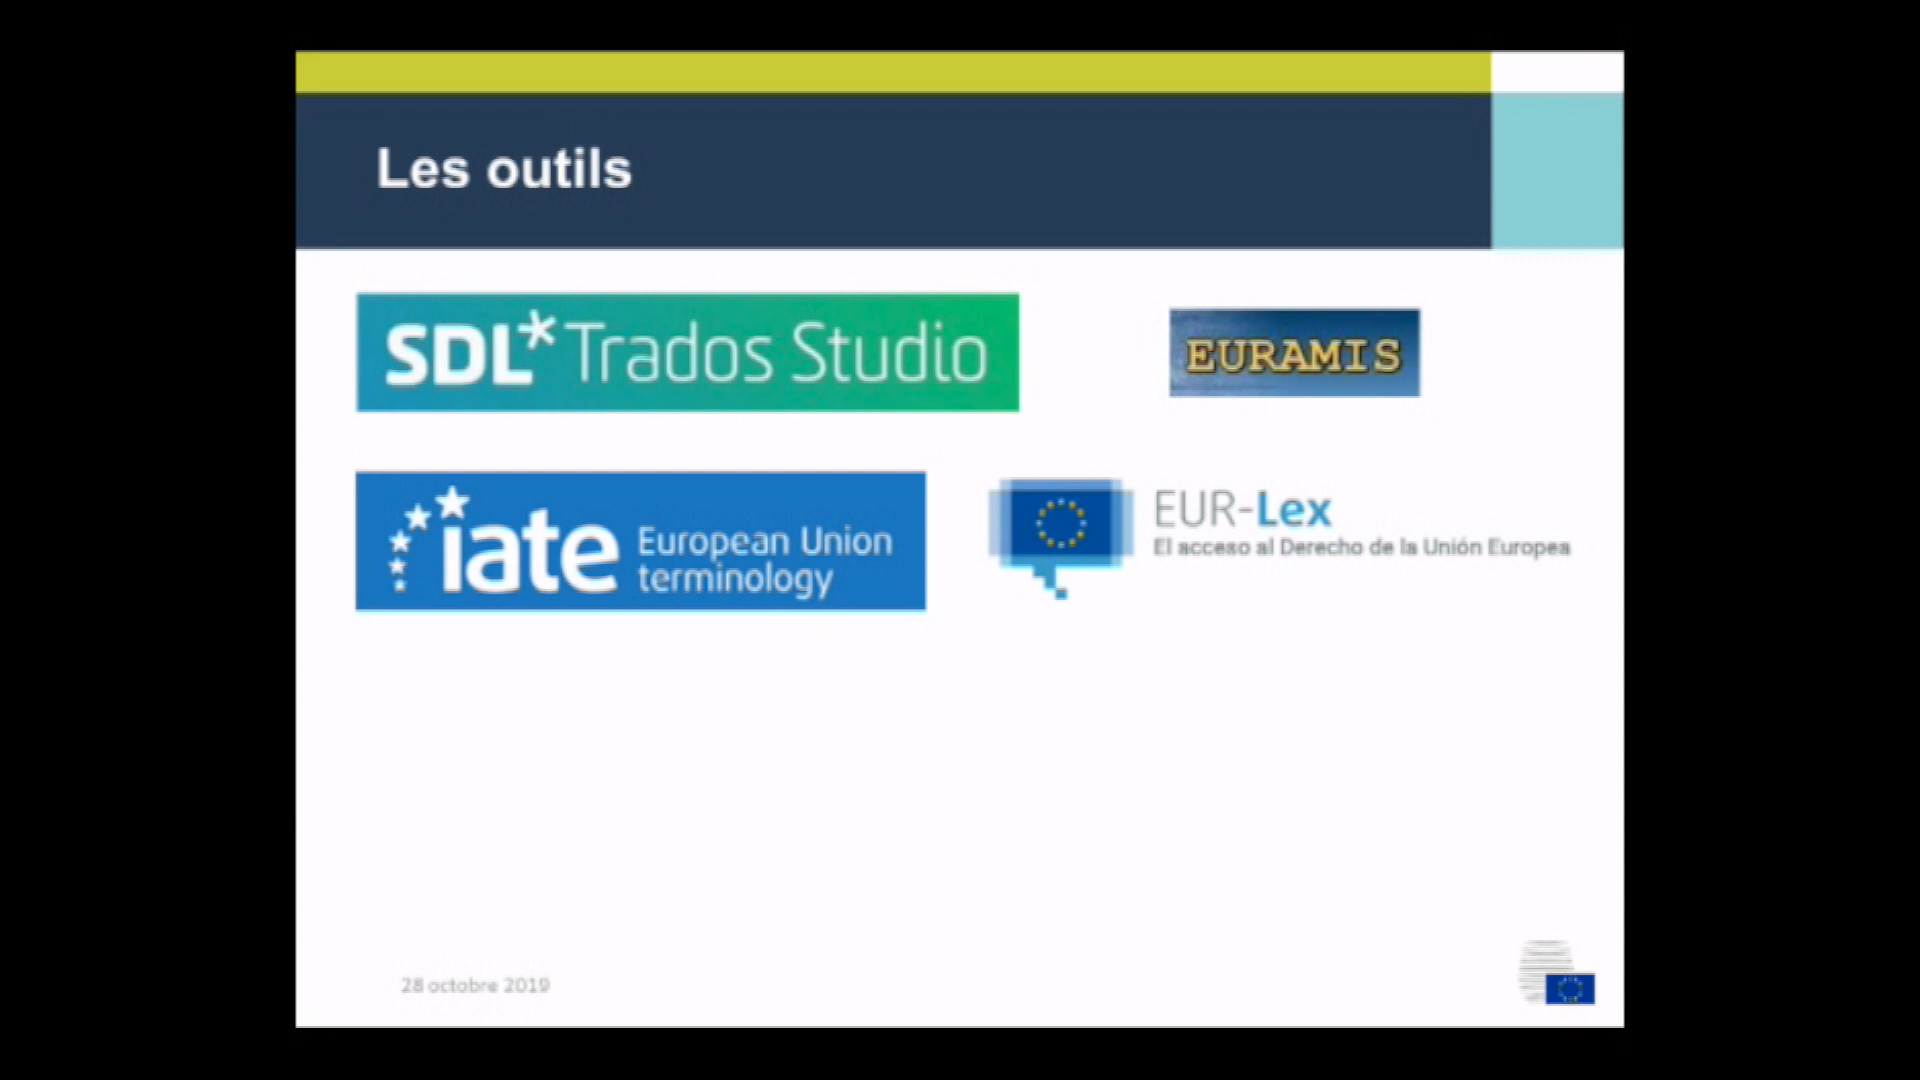 Les outils
SDL* Trados Studio
EURAMIS
iate European Union terminology
EUR-Lex
El acceso al Derecho de la Unión Europea
28 octobre 2019